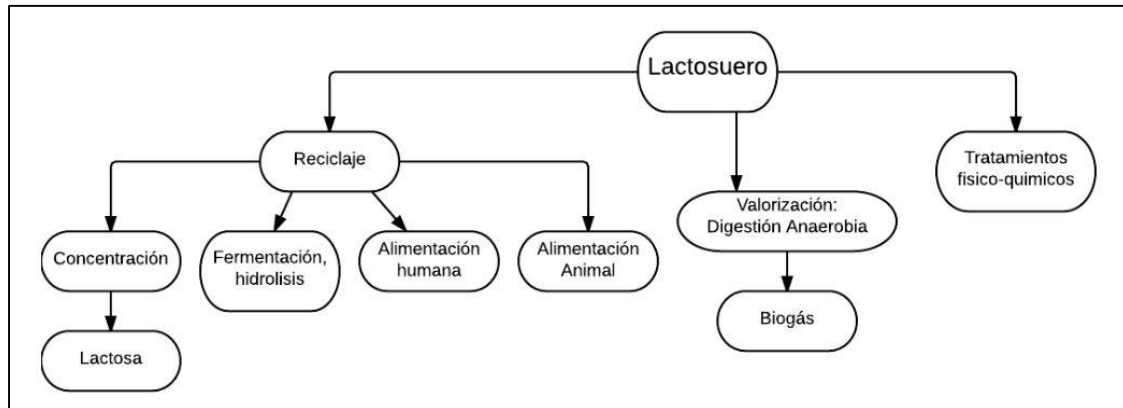 Lactosuero
Reciclaje
Tratamientos
fisico-quimicos
Valorización:
Digestión Anaerobia
Concentración
Fermentación,
hidrolisis
Alimentación
humana
Alimentación
Animal
Biogás
Lactosa